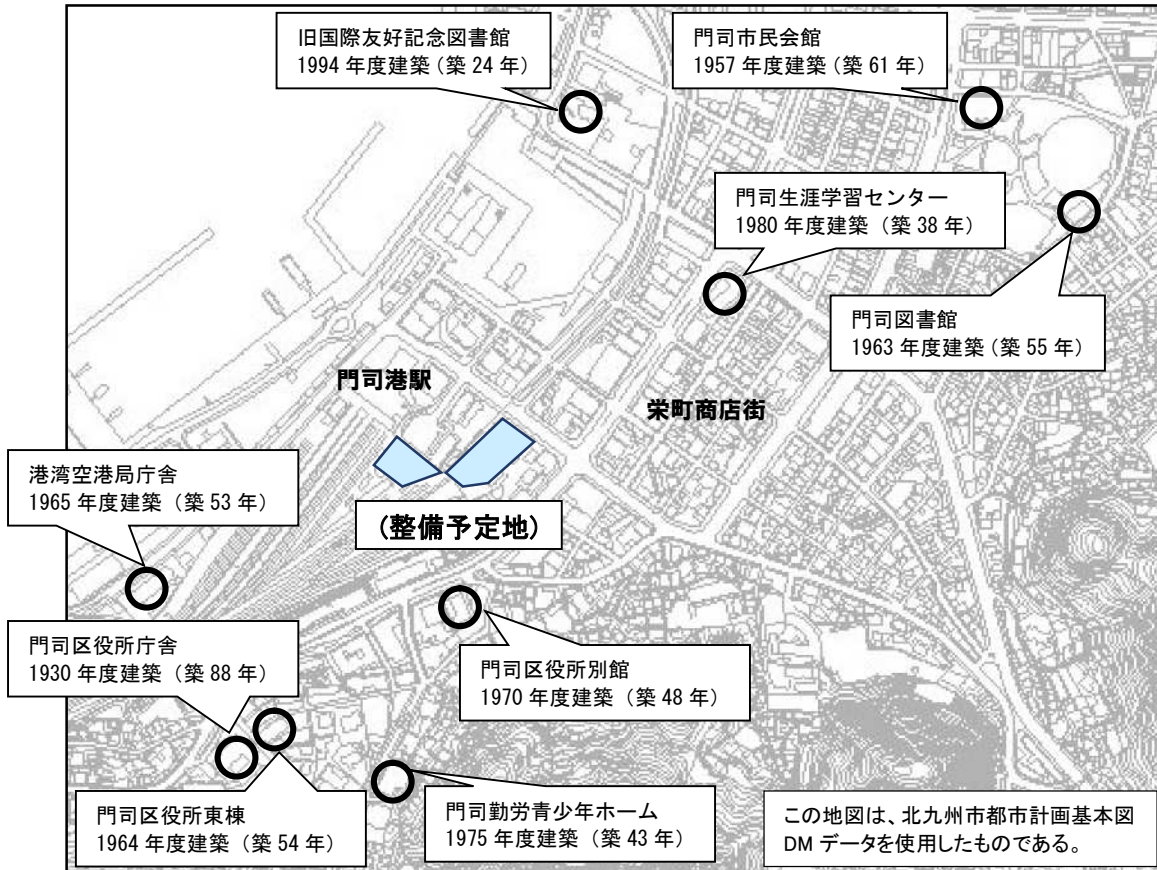 旧国際友好記念図書館
1994 年度建築（築 24 年）
門司市民会館
1957 年度建築（築 61 年）
門司生涯学習センター
1980 年度建築（築 38 年）
門司図書館
1963 年度建築（築 55 年）
門司港駅
栄町商店街
港湾空港局庁舎
1965 年度建築（築 53 年）
（整備予定地）
門司区役所庁舎
1930 年度建築（築 88 年）
門司区役所別館
1970 年度建築（築 48 年）
門司区役所東棟
1964 年度建築（築 54 年）
門司勤労青少年ホーム
1975 年度建築（築 43 年）
この地図は、北九州市都市計画基本図
DM データを使用したものである。